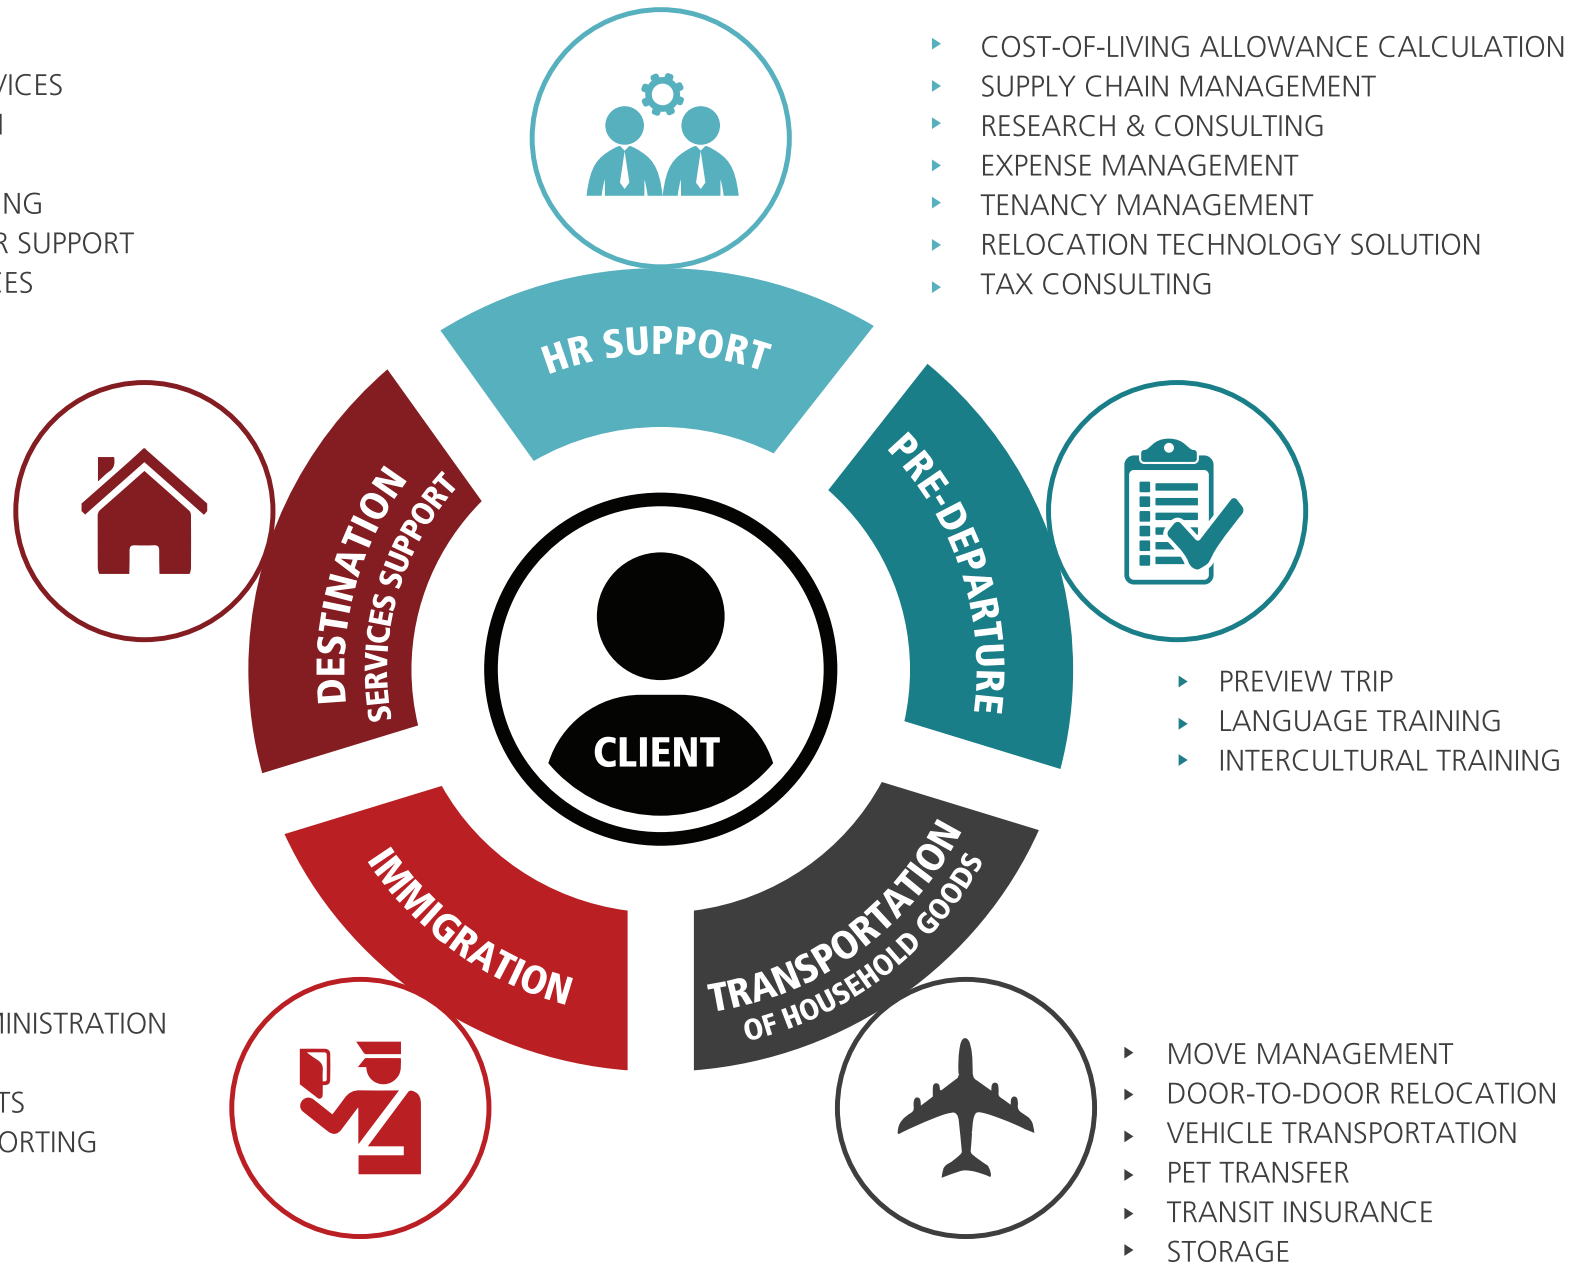 COST-OF-LIVING ALLOWANCE CALCULATION
SUPPLY CHAIN MANAGEMENT
RESEARCH & CONSULTING
EXPENSE MANAGEMENT
TENANCY MANAGEMENT
RELOCATION TECHNOLOGY SOLUTION
TAX CONSULTING
SUPPORT
HR SUPPORT
PRE-DEPARTURE
PREVIEW TRIP
LANGUAGE TRAINING
INTERCULTURAL TRAINING
DESTINATION
SERVICES SUPPORT
CLIENT
IMMIGRATION
TRANSPORTATION
OF HOUSEHOLD GOODS
MOVE MANAGEMENT
DOOR-TO-DOOR RELOCATION
VEHICLE TRANSPORTATION
PET TRANSFER
TRANSIT INSURANCE
STORAGE